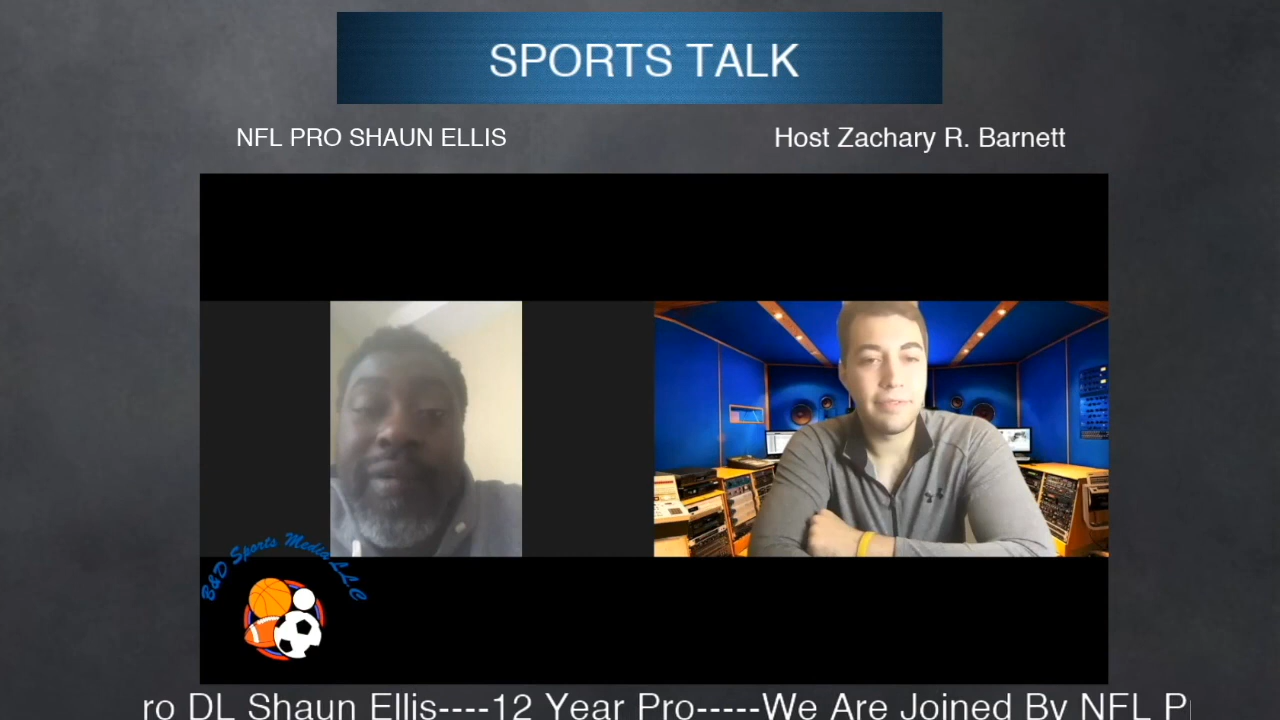 SPORTS TALK
NFL PRO SHAUN ELLIS
Host Zachary R. Barnett
B&D Sports Media LLC
ro DL Shaun Ellis----12 Year Pro-----We Are Joined By NFL P